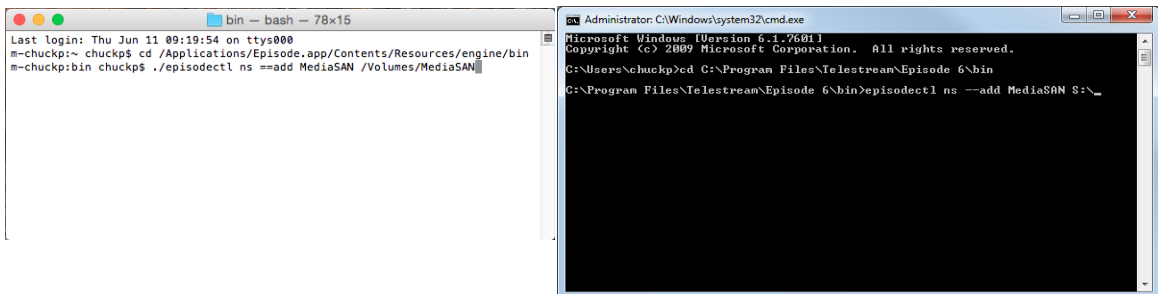 bin — bash — 78×15
Last login: Thu Jun 11 09:19:54 on ttys000
m-chuckp:~ chuckp$ cd /Applications/Episode.app/Contents/Resources/engine/bin
m-chuckp:bin chuckp$ ./episodectl ns ==add MediaSAN /Volumes/MediaSAN
Administrator: C:\Windows\system32\cmd.exe
Microsoft Windows [Version 6.1.7601]
Copyright (c) 2009 Microsoft Corporation.  All rights reserved.
C:\Users\chuckp>cd C:\Program Files\Telestream\Episode 6\bin
C:\Program Files\Telestream\Episode 6\bin>episodectl ns --add MediaSAN S:\_